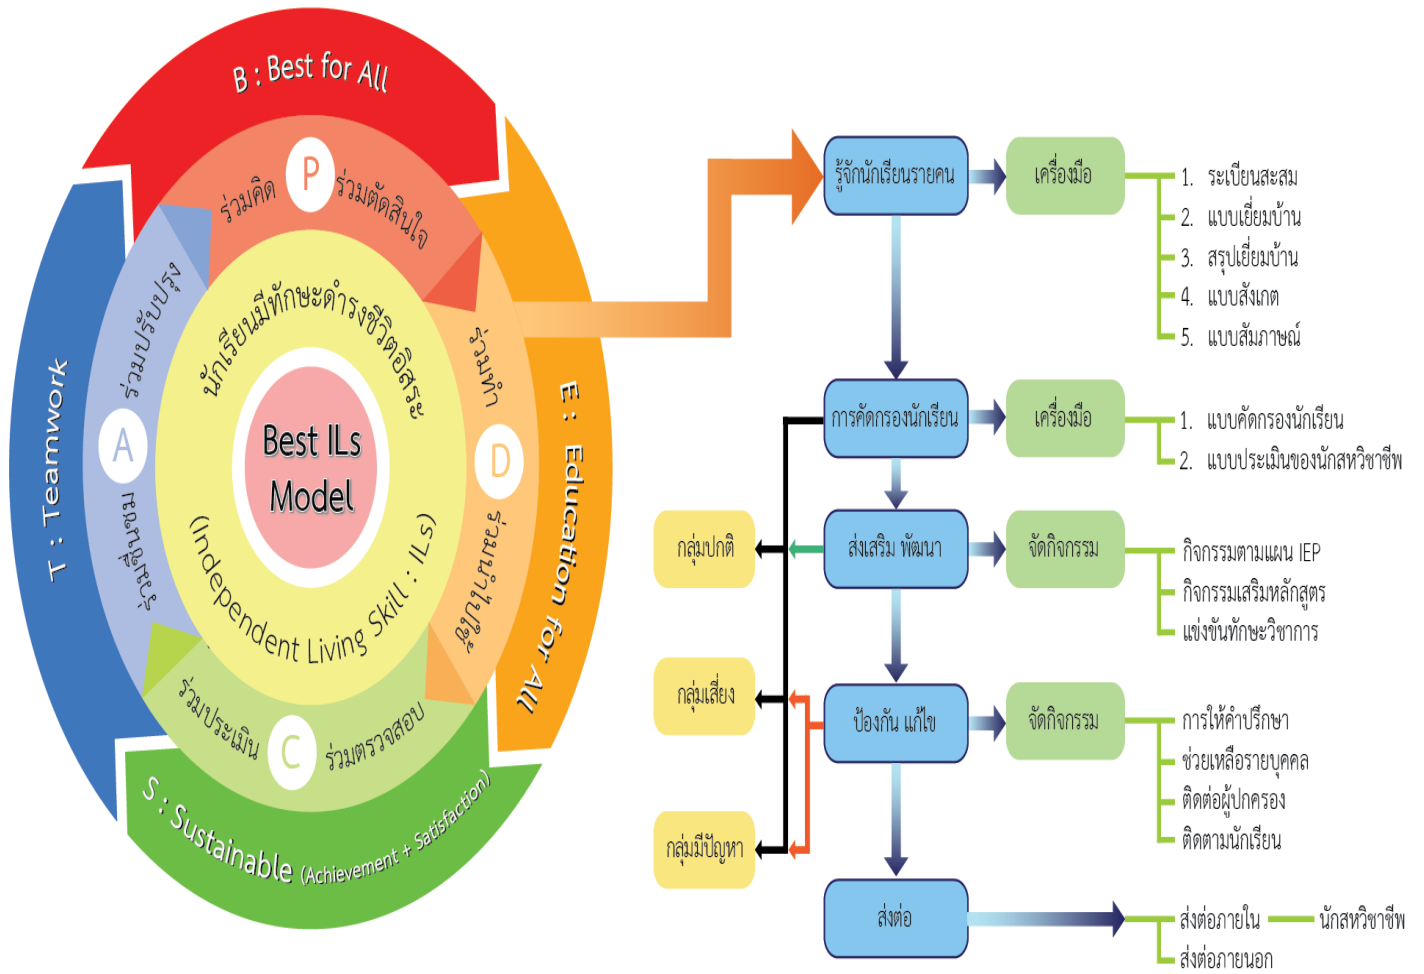 B : Best for All
P
ร่วมคิด
ร่วมตัดสินใจ
E : Education for All
ร่วมทำ
D
ร่วมนำไปใช้
S : Sustainable (Achievement + Satisfaction)
ร่วมตรวจสอบ
C
ร่วมประเมิน
T : Teamwork
ร่วมชื่นชม
A
ร่วมปรับปรุง
นักเรียนมีทักษะดำรงชีวิตอิสระ
(Independent Living Skill : ILs)
Best ILs
Model
รู้จักนักเรียนรายคน
เครื่องมือ
1. ระเบียนสะสม
2. แบบเยี่ยมบ้าน
3. สรุปเยี่ยมบ้าน
4. แบบสังเกต
5. แบบสัมภาษณ์
การคัดกรองนักเรียน
เครื่องมือ
1. แบบคัดกรองนักเรียน
2. แบบประเมินของนักสหวิชาชีพ
กลุ่มปกติ
ส่งเสริม พัฒนา
จัดกิจกรรม
กิจกรรมตามแผน IEP
กิจกรรมเสริมหลักสูตร
แข่งขันทักษะวิชาการ
กลุ่มเสี่ยง
ป้องกัน แก้ไข
จัดกิจกรรม
การให้คำปรึกษา
ช่วยเหลือรายบุคคล
ติดต่อผู้ปกครอง
ติดตามนักเรียน
กลุ่มมีปัญหา
ส่งต่อ
ส่งต่อภายใน
นักสหวิชาชีพ
ส่งต่อภายนอก